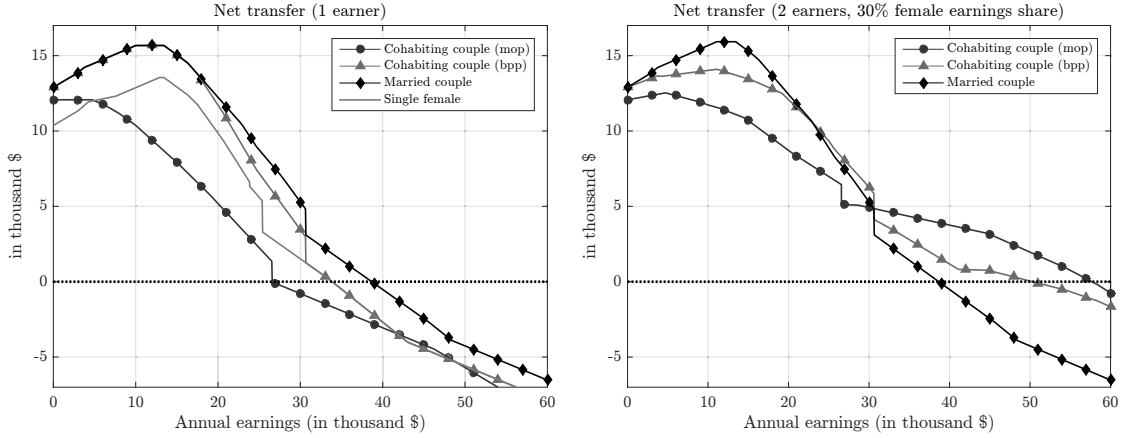 Net transfer (1 earner)
in thousand $
15
10
5
0
-5
Cohabiting couple (mop)
Cohabiting couple (bpp)
Married couple
Single female
0 10 20 30 40 50 60
Annual earnings (in thousand $)
Net transfer (2 earners, 30% female earnings share)
in thousand $
15
10
5
0
-5
Cohabiting couple (mop)
Cohabiting couple (bpp)
Married couple
0 10 20 30 40 50 60
Annual earnings (in thousand $)